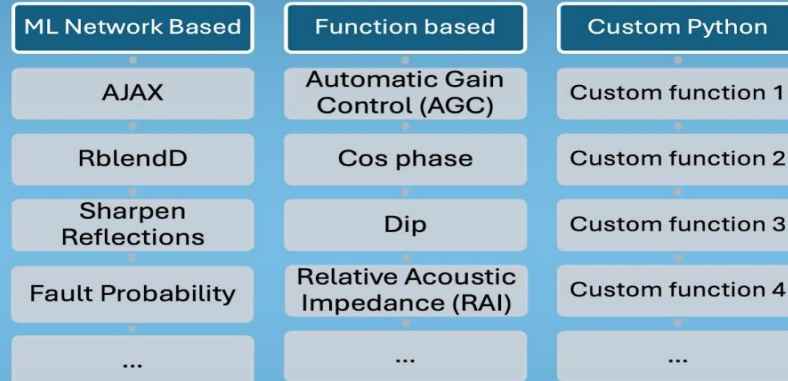 ML Network Based
AJAX
RblendD
Sharpen
Reflections
Fault Probability
...
Function based
Automatic Gain
Control (AGC)
Cos phase
Dip
Relative Acoustic
Impedance (RAI)
...
Custom Python
Custom function 1
Custom function 2
Custom function 3
Custom function 4
...